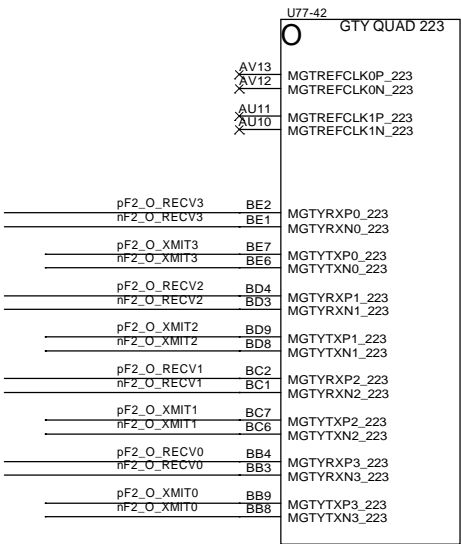 U77-42
O GTY QUAD 223
AV13 MGTREFCLK0P_223
AV12 MGTREFCLK0N_223
AU11 MGTREFCLK1P_223
AU10 MGTREFCLK1N_223
pF2_O_RECV3 BE2 MGTYRXP0_223
nF2_O_RECV3 BE1 MGTYRXN0_223
pF2_O_XMIT3 BE7 MGTYTXP0_223
nF2_O_XMIT3 BE6 MGTYTXN0_223
pF2_O_RECV2 BD4 MGTYRXP1_223
nF2_O_RECV2 BD3 MGTYRXN1_223
pF2_O_XMIT2 BD9 MGTYTXP1_223
nF2_O_XMIT2 BD8 MGTYTXN1_223
pF2_O_RECV1 BC2 MGTYRXP2_223
nF2_O_RECV1 BC1 MGTYRXN2_223
pF2_O_XMIT1 BC7 MGTYTXP2_223
nF2_O_XMIT1 BC6 MGTYTXN2_223
pF2_O_RECV0 BB4 MGTYRXP3_223
nF2_O_RECV0 BB3 MGTYRXN3_223
pF2_O_XMIT0 BB9 MGTYTXP3_223
nF2_O_XMIT0 BB8 MGTYTXN3_223